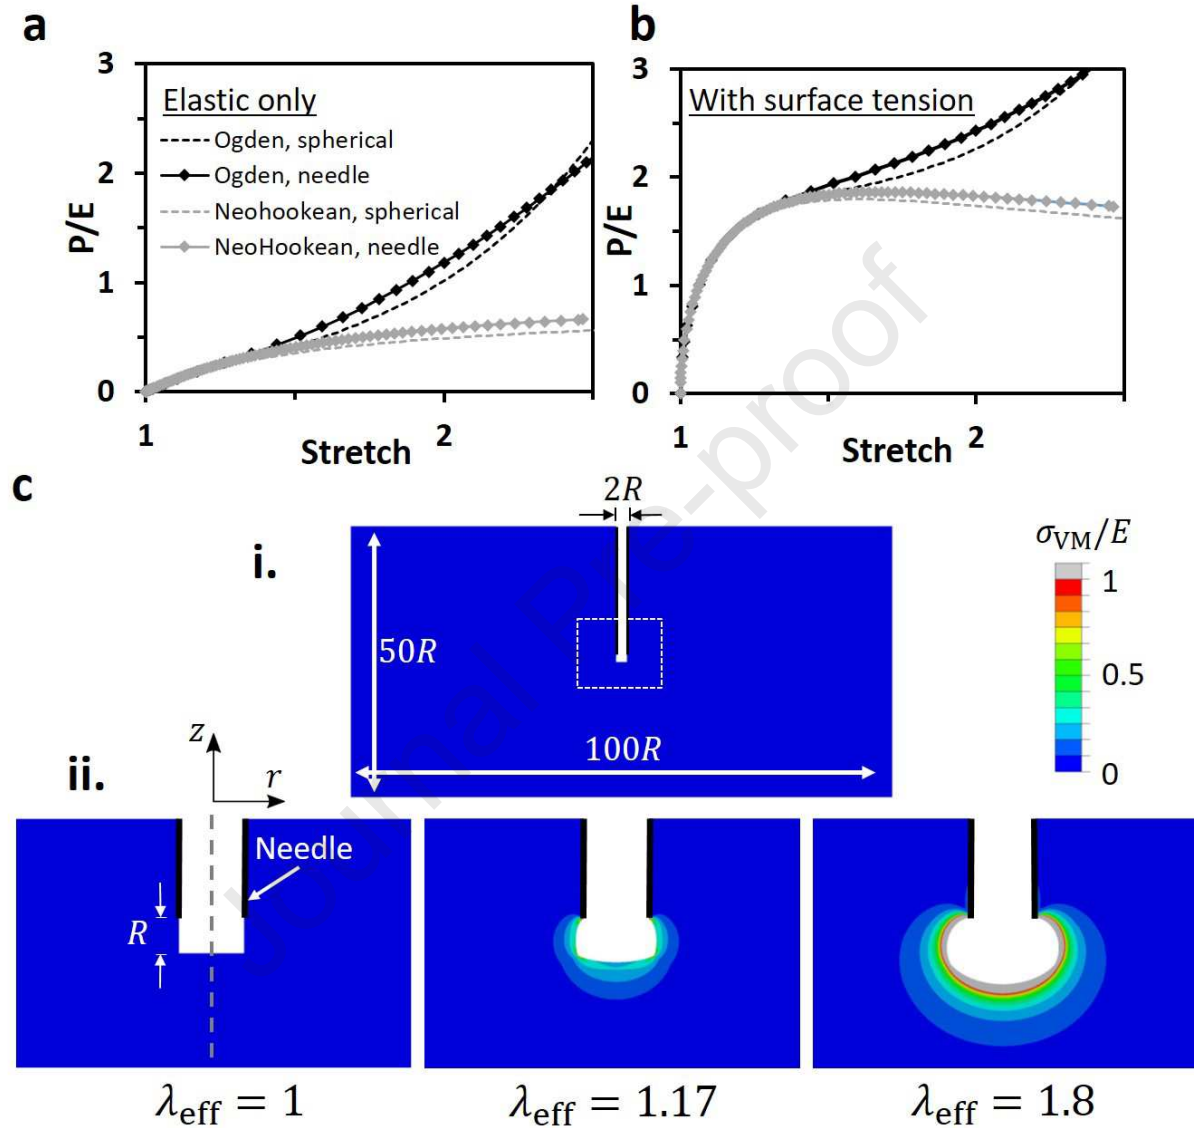 a
3
2
1
0
P/E
Elastic only
Ogden, spherical
Ogden, needle
Neohookean, spherical
NeoHookean, needle
1
2
Stretch
b
3
2
1
0
P/E
With surface tension
1
2
Stretch
c
i.
2R
50R
100R
σVM/E
1
0.5
0
ii.
z
r
Needle
R
λeff = 1
λeff = 1.17
λeff = 1.8
Journal Pre-proof